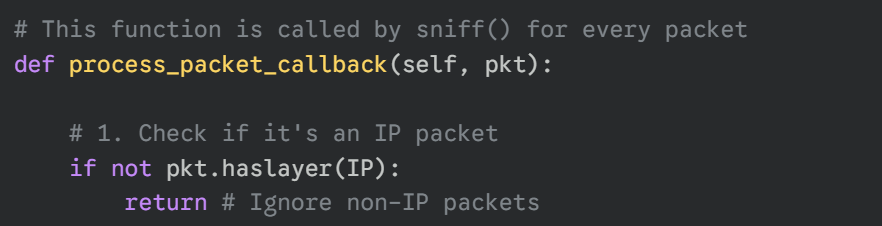 # This function is called by sniff() for every packet
def process_packet_callback(self, pkt):
# 1. Check if it's an IP packet
if not pkt.haslayer(IP):
return # Ignore non-IP packets